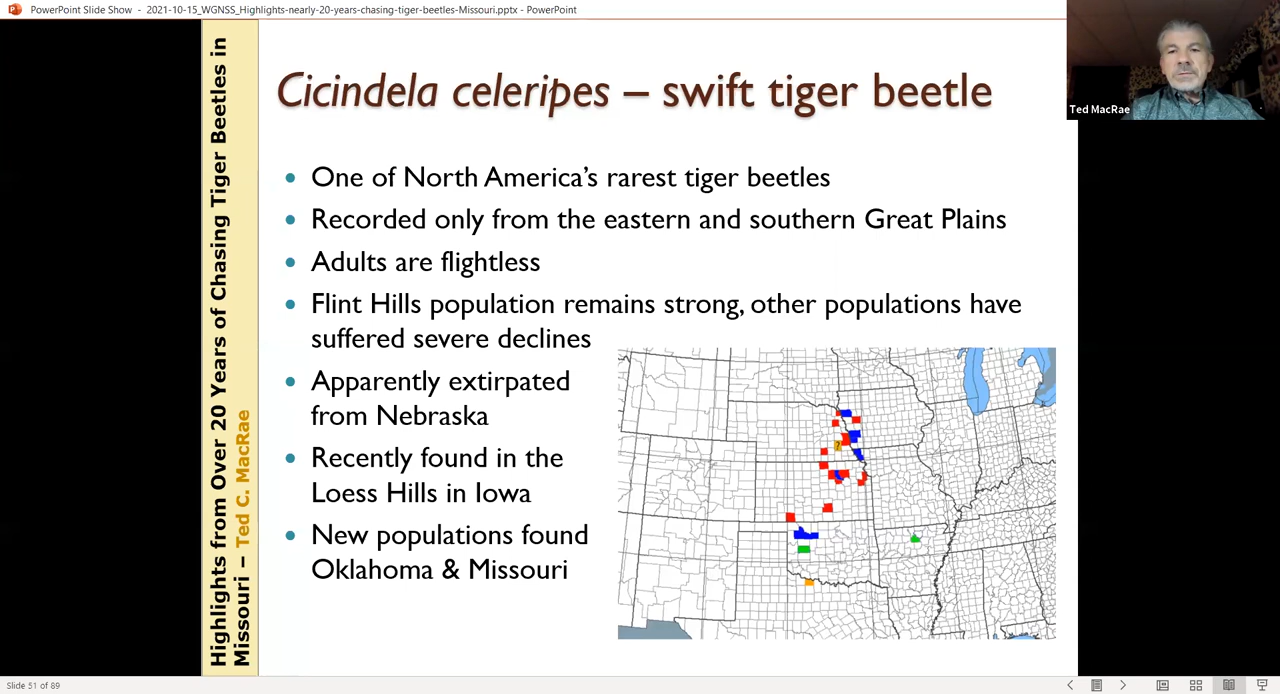 PowerPoint Slide Show - 2021-10-15_WGNSS_Highlights-nearly-20-years-chasing-tiger-beetles-Missouri.pptx - PowerPoint
Ted MacRae
Highlights from Over 20 Years of Chasing Tiger Beetles in
Missouri – Ted C. MacRae
Cicindela celeripes – swift tiger beetle
• One of North America's rarest tiger beetles
• Recorded only from the eastern and southern Great Plains
• Adults are flightless
• Flint Hills population remains strong, other populations have
suffered severe declines
• Apparently extirpated
from Nebraska
• Recently found in the
Loess Hills in Iowa
• New populations found
Oklahoma & Missouri
?
Slide 51 of 89